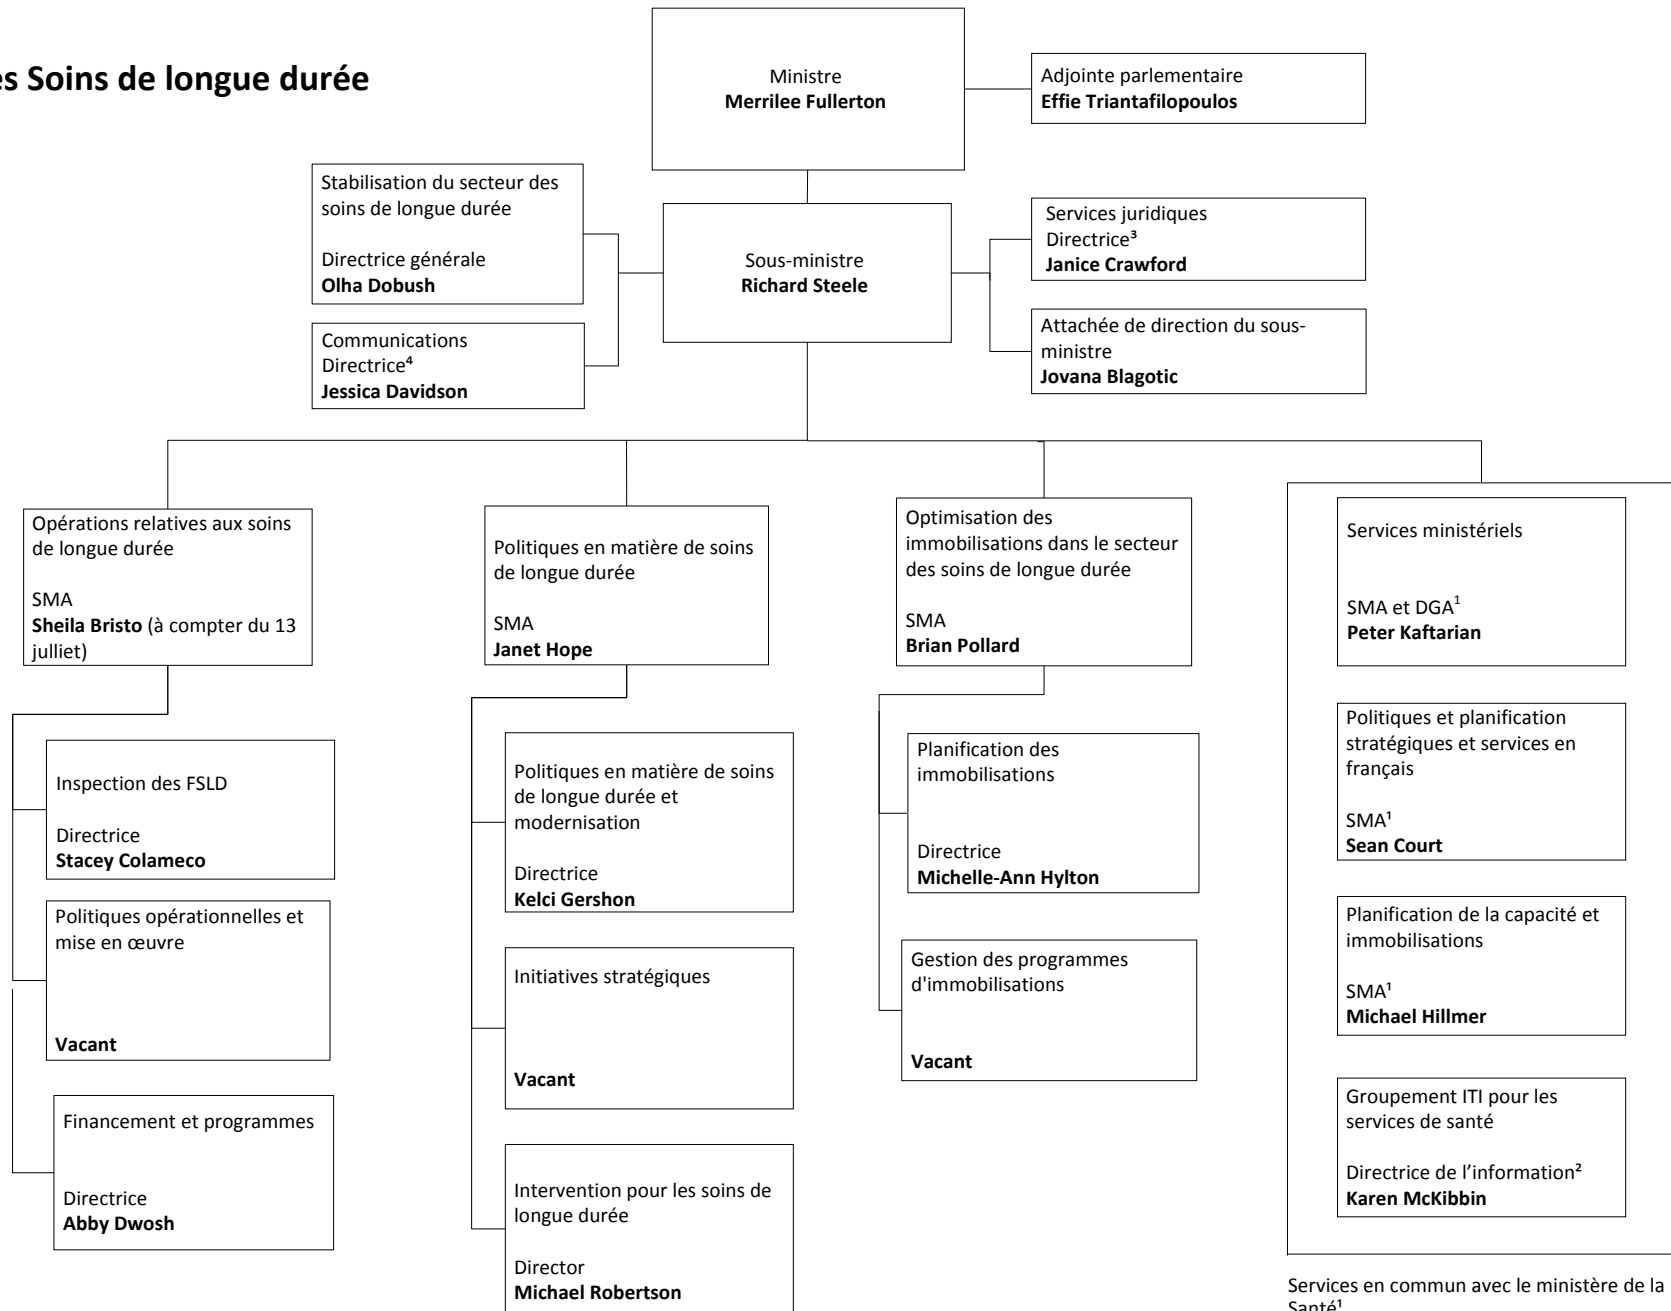 es Soins de longue durée
Ministre
Merrilee Fullerton
Adjointe parlementaire
Effie Triantafilopoulos
Stabilisation du secteur des
soins de longue durée
Directrice générale
Olha Dobush
Communications
Directrice⁴
Jessica Davidson
Sous-ministre
Richard Steele
Services juridiques
Directrice³
Janice Crawford
Attachée de direction du sous-
ministre
Jovana Blagotic
Opérations relatives aux soins
de longue durée
SMA
Sheila Bristo (à compter du 13
julliet)
Inspection des FSLD
Directrice
Stacey Colameco
Politiques opérationnelles et
mise en œuvre
Vacant
Financement et programmes
Directrice
Abby Dwosh
Politiques en matière de soins
de longue durée
SMA
Janet Hope
Politiques en matière de soins
de longue durée et
modernisation
Directrice
Kelci Gershon
Initiatives stratégiques
Vacant
Intervention pour les soins de
longue durée
Director
Michael Robertson
Optimisation des
immobilisations dans le secteur
des soins de longue durée
SMA
Brian Pollard
Planification des
immobilisations
Directrice
Michelle-Ann Hylton
Gestion des programmes
d'immobilisations
Vacant
Services ministériels
SMA et DGA¹
Peter Kaftarian
Politiques et planification
stratégiques et services en
français
SMA¹
Sean Court
Planification de la capacité et
immobilisations
SMA¹
Michael Hillmer
Groupement ITI pour les
services de santé
Directrice de l’information²
Karen McKibbin
Services en commun avec le ministère de la
Santé¹